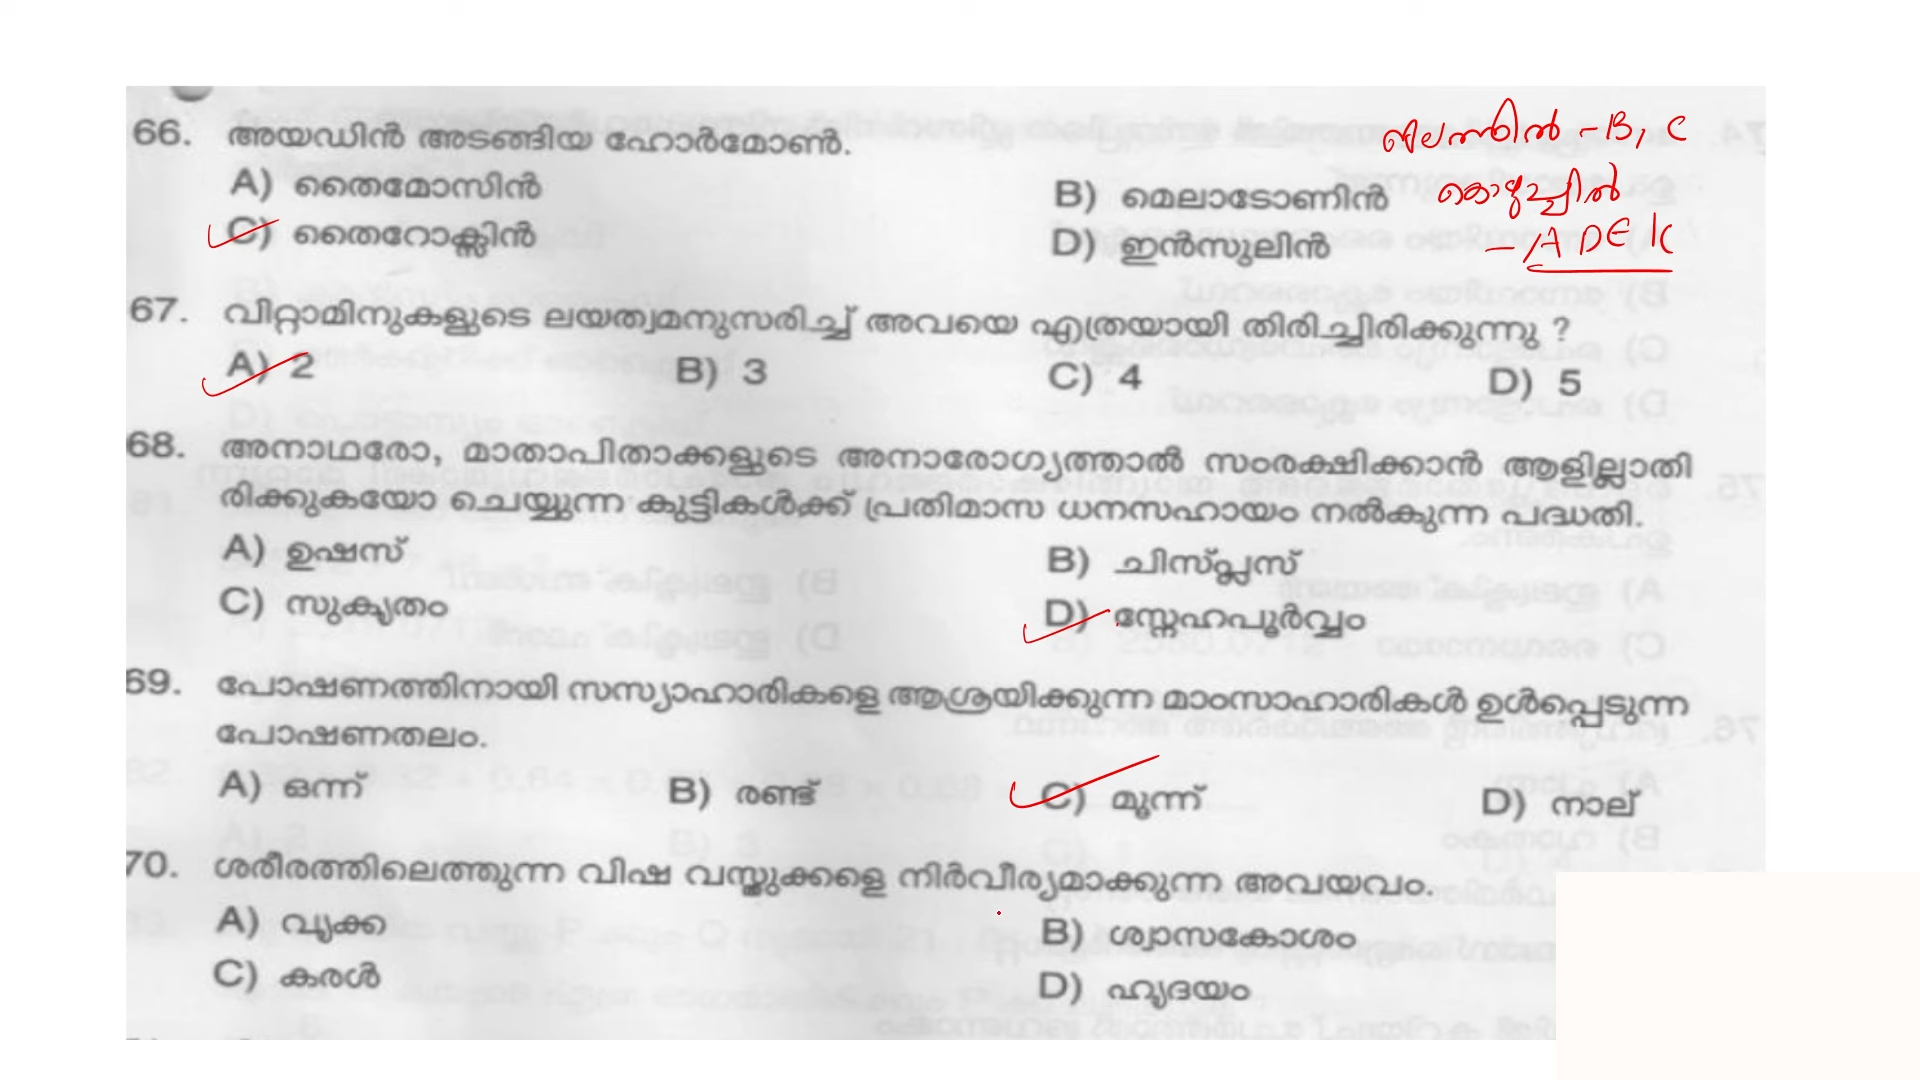 66. അയഡിൻ അടങ്ങിയ ഹോർമോൺ.
A) തൈമോസിൻ B) മെലാടോണിൻ
C) തൈറോക്സിൻ D) ഇൻസുലിൻ
- B, C
കൊഴുപ്പിൽ
- A D E K
67. വിറ്റാമിനുകളുടെ ലയത്വമനുസരിച്ച് അവയെ എത്രയായി തിരിച്ചിരിക്കുന്നു ?
A) 2 B) 3 C) 4 D) 5
68. അനാഥരോ, മാതാപിതാക്കളുടെ അനാരോഗ്യത്താൽ സംരക്ഷിക്കാൻ ആളില്ലാതി
രിക്കുകയോ ചെയ്യുന്ന കുട്ടികൾക്ക് പ്രതിമാസ ധനസഹായം നൽകുന്ന പദ്ധതി.
A) ഉഷസ് B) ചിസ്പ്ലസ്
C) സുകൃതം D) സ്നേഹപൂർവ്വം
69. പോഷണത്തിനായി സസ്യാഹാരികളെ ആശ്രയിക്കുന്ന മാംസാഹാരികൾ ഉൾപ്പെടുന്ന
പോഷണതലം.
A) ഒന്ന് B) രണ്ട് C) മൂന്ന് D) നാല്
70. ശരീരത്തിലെത്തുന്ന വിഷ വസ്തുക്കളെ നിർവീര്യമാക്കുന്ന അവയവം.
A) വൃക്ക B) ശ്വാസകോശം
C) കരൾ D) ഹൃദയം